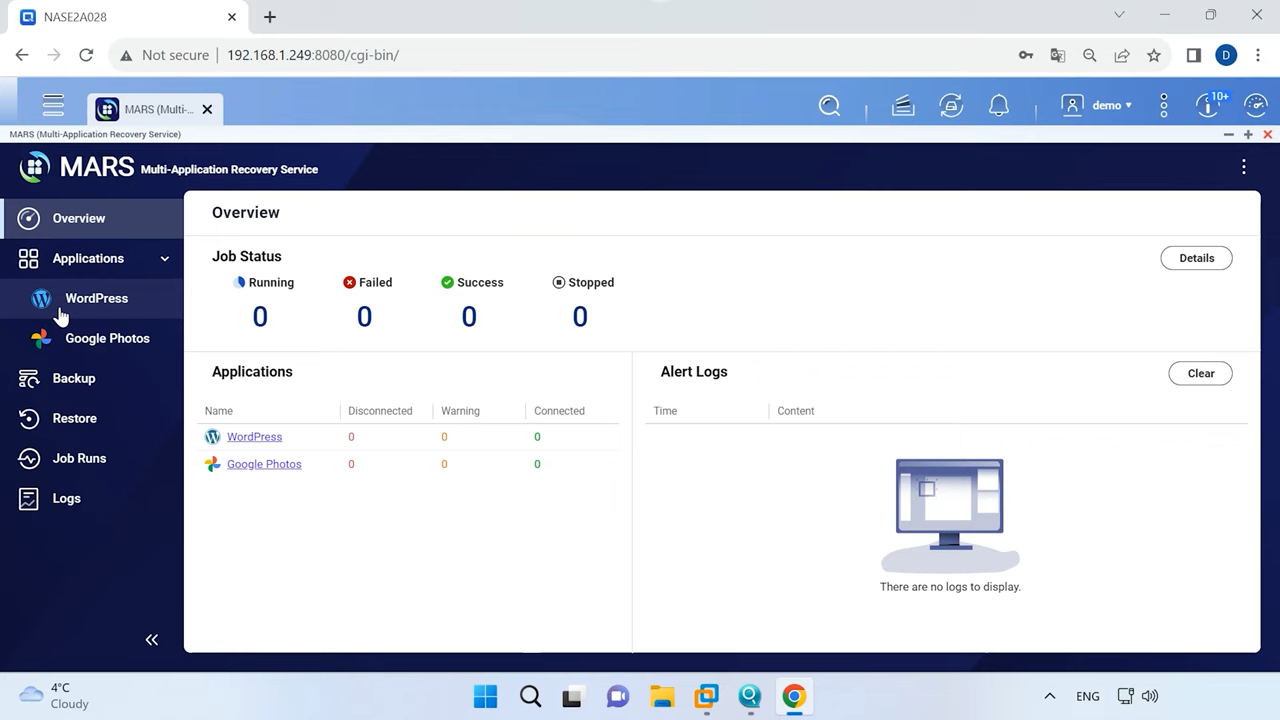 NASE2A028
Not secure
192.168.1.249:8080/cgi-bin/
D
MARS (Multi-...
demo
10+
MARS (Multi-Application Recovery Service)
MARS Multi-Application Recovery Service
Overview
Applications
WordPress
Google Photos
Backup
Restore
Job Runs
Logs
Overview
Job Status
Details
Running Failed Success Stopped
0 0 0 0
Applications
Name Disconnected Warning Connected
WordPress 0 0 0
Google Photos 0 0 0
Alert Logs
Clear
Time Content
There are no logs to display.
4°C
Cloudy
ENG